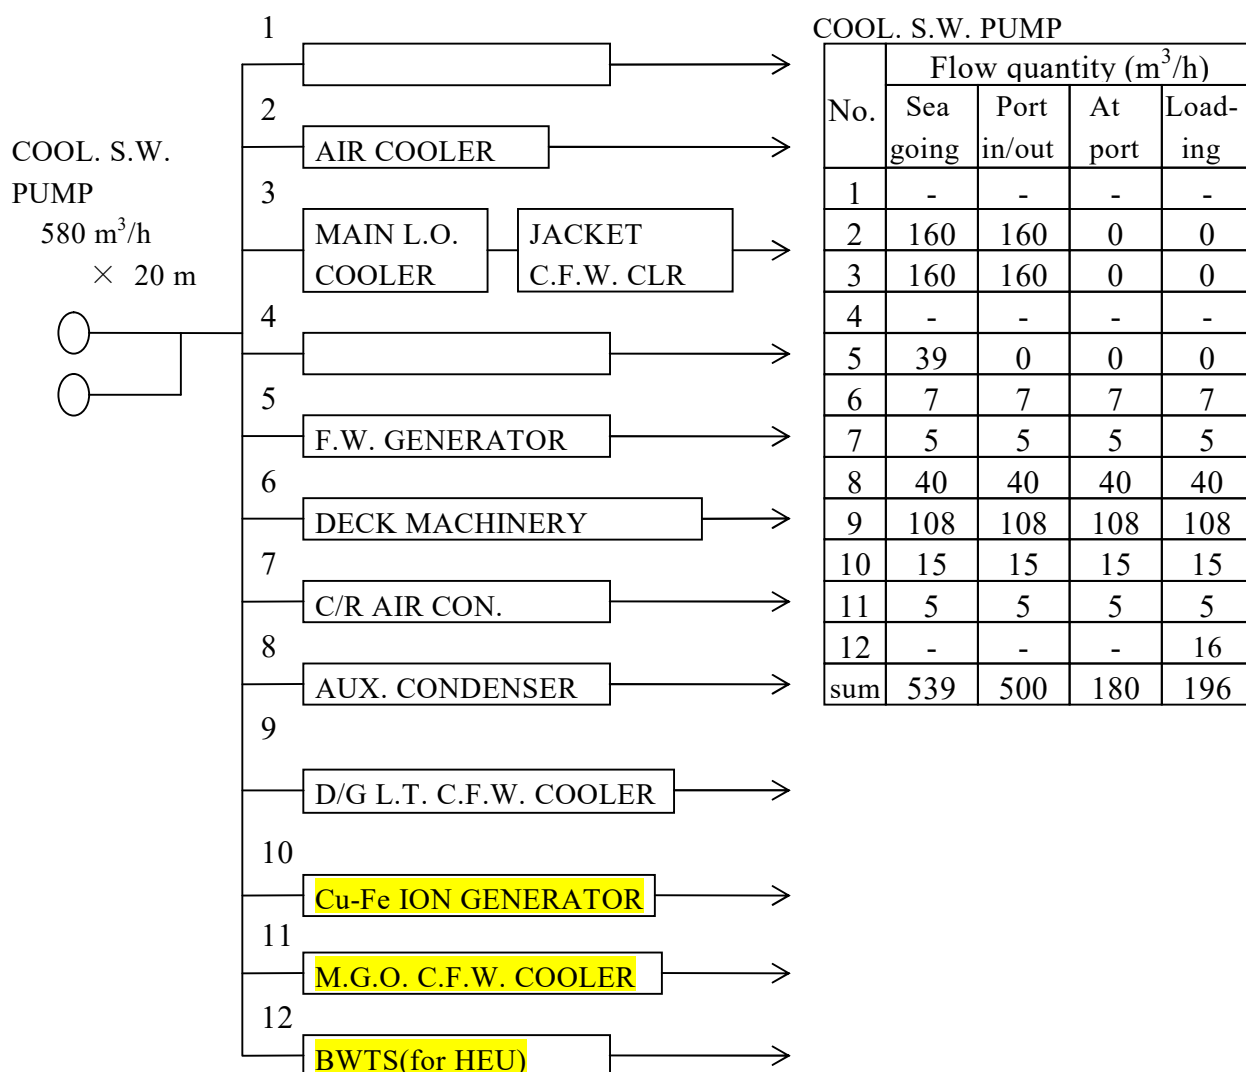 COOL. S.W.
PUMP
580 m³/h
× 20 m
1
2
AIR COOLER
3
MAIN L.O.
COOLER
JACKET
C.F.W. CLR
4
5
F.W. GENERATOR
6
DECK MACHINERY
7
C/R AIR CON.
8
AUX. CONDENSER
9
D/G L.T. C.F.W. COOLER
10
Cu-Fe ION GENERATOR
11
M.G.O. C.F.W. COOLER
12
BWTS(for HEU)
COOL. S.W. PUMP
No. Flow quantity (m³/h)
Sea Port At Load-
going in/out port ing
1 - - - -
2 160 160 0 0
3 160 160 0 0
4 - - - -
5 39 0 0 0
6 7 7 7 7
7 5 5 5 5
8 40 40 40 40
9 108 108 108 108
10 15 15 15 15
11 5 5 5 5
12 - - - 16
sum 539 500 180 196